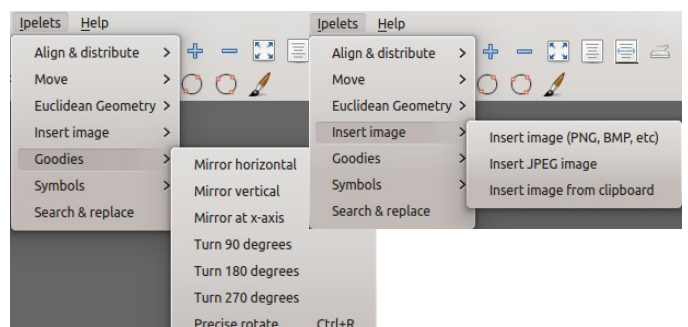 Ipelets Help
Align & distribute >
Move >
Euclidean Geometry >
Insert image >
Goodies >
Symbols >
Search & replace
Mirror horizontal
Mirror vertical
Mirror at x-axis
Turn 90 degrees
Turn 180 degrees
Turn 270 degrees
Precise rotate Ctrl+R
Ipelets Help
Align & distribute >
Move >
Euclidean Geometry >
Insert image >
Goodies >
Symbols >
Search & replace
Insert image (PNG, BMP, etc)
Insert JPEG image
Insert image from clipboard